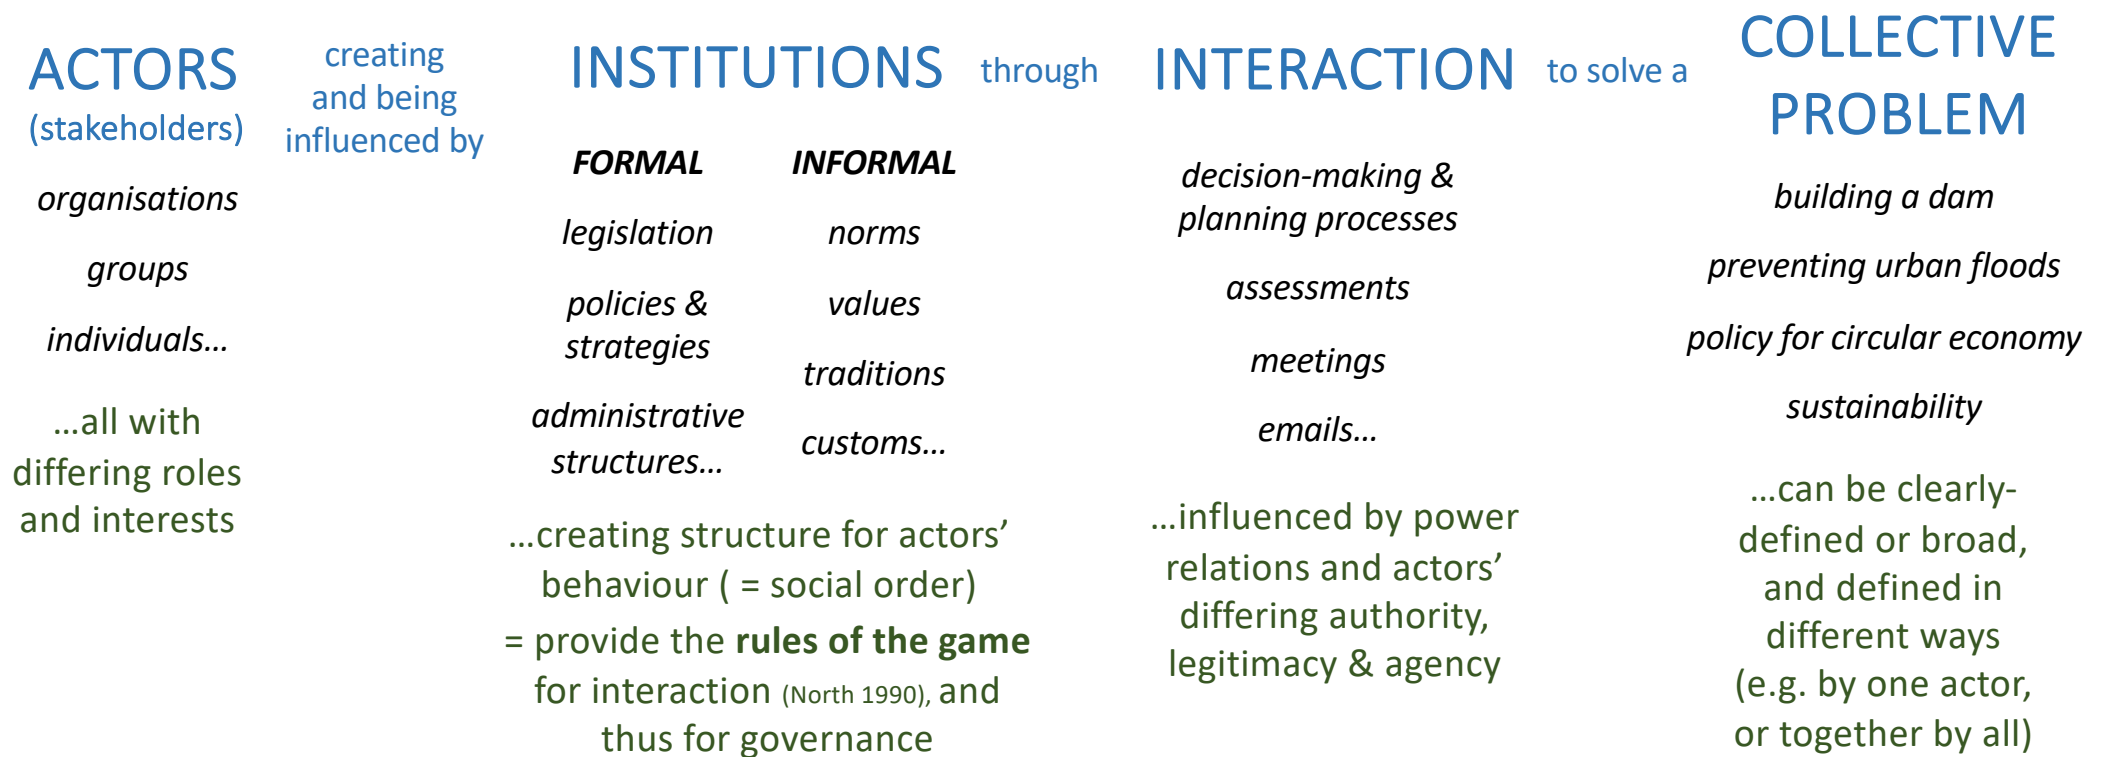 ACTORS
(stakeholders)
organisations
groups
individuals…
…all with
differing roles
and interests
creating
and being
influenced by
INSTITUTIONS
FORMAL
legislation
policies &
strategies
administrative
structures…
INFORMAL
norms
values
traditions
customs…
…creating structure for actors’
behaviour ( = social order)
= provide the rules of the game
for interaction (North 1990), and
thus for governance
through
INTERACTION
decision-making &
planning processes
assessments
meetings
emails…
…influenced by power
relations and actors’
differing authority,
legitimacy & agency
to solve a
COLLECTIVE
PROBLEM
building a dam
preventing urban floods
policy for circular economy
sustainability
…can be clearly-
defined or broad,
and defined in
different ways
(e.g. by one actor,
or together by all)